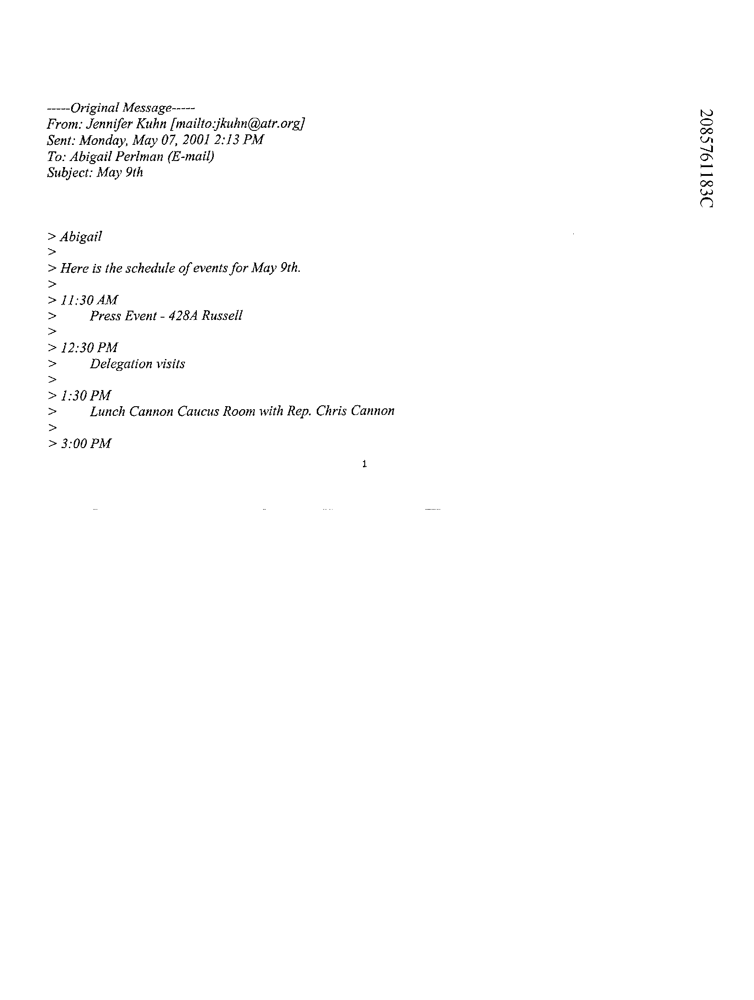 -----Original Message-----
From: Jennifer Kuhn [mailto:jkuhn@atr.org]
Sent: Monday, May 07, 2001 2:13 PM
To: Abigail Perlman (E-mail)
Subject: May 9th
> Abigail
>
> Here is the schedule of events for May 9th.
>
> 11:30 AM
> Press Event - 428A Russell
>
> 12:30 PM
> Delegation visits
>
> 1:30 PM
> Lunch Cannon Caucus Room with Rep. Chris Cannon
>
> 3:00 PM
1
2085761183C